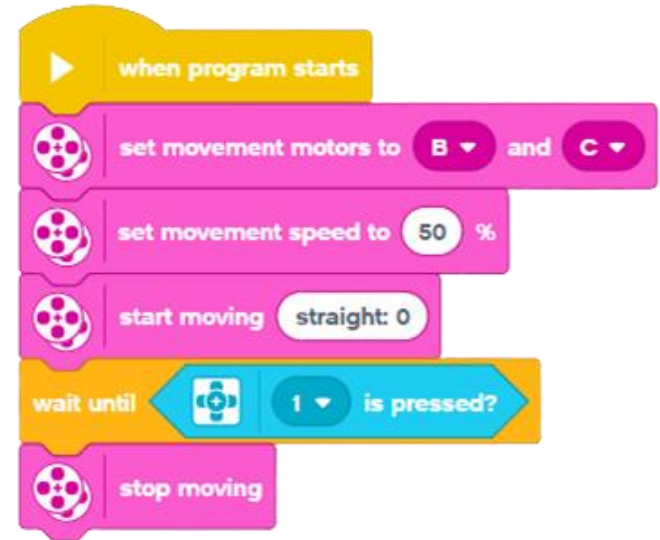 when program starts
set movement motors to B and C
set movement speed to 50 %
start moving straight: 0
wait until 1 is pressed?
stop moving